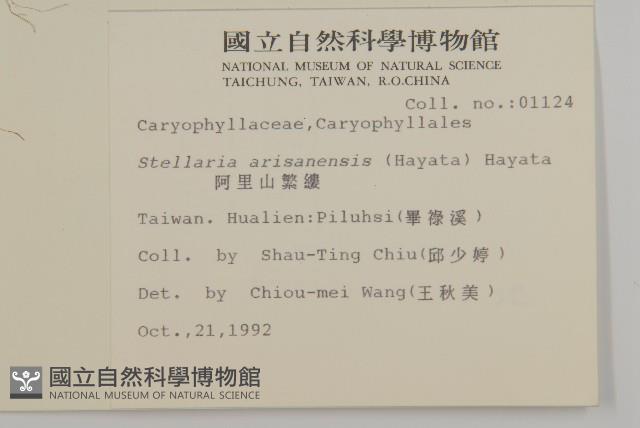 國立自然科學博物館
NATIONAL MUSEUM OF NATURAL SCIENCE
TAICHUNG, TAIWAN, R.O.CHINA
Coll. no.:01124
Caryophyllaceae,Caryophyllales
Stellaria arisanensis (Hayata) Hayata
阿里山繁縷
Taiwan. Hualien:Piluhsi(畢祿溪)
Coll. by Shau-Ting Chiu(邱少婷)
Det. by Chiou-mei Wang(王秋美)
Oct.,21,1992
國立自然科學博物館
NATIONAL MUSEUM OF NATURAL SCIENCE